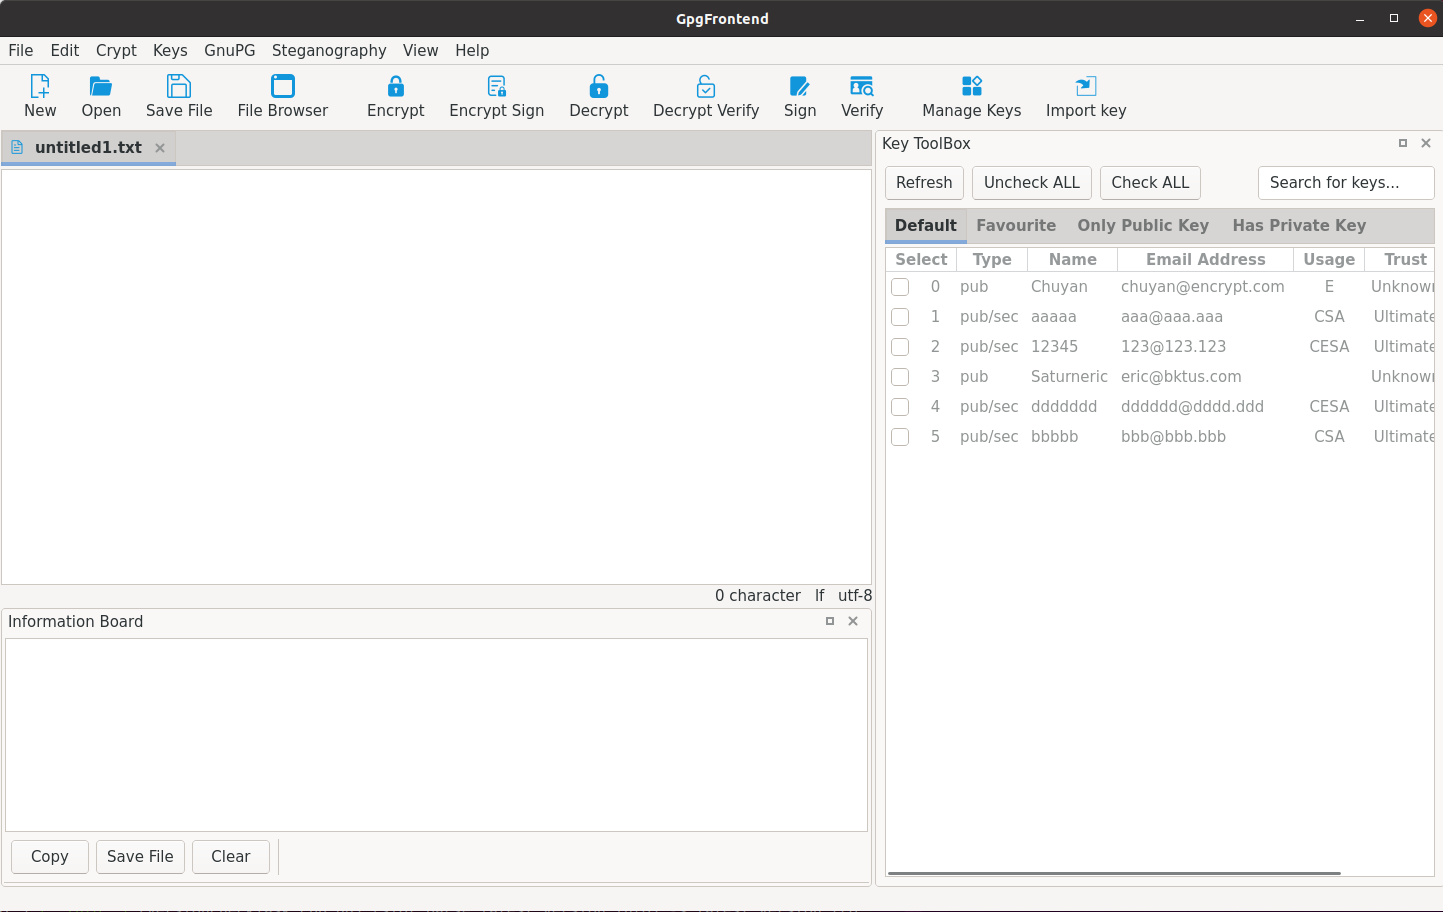 GpgFrontend
File Edit Crypt Keys GnuPG Steganography View Help
New Open Save File File Browser Encrypt Encrypt Sign Decrypt Decrypt Verify Sign Verify Manage Keys Import key
untitled1.txt
0 character lf utf-8
Information Board
Copy Save File Clear
Key ToolBox
Refresh Uncheck ALL Check ALL Search for keys...
Default Favourite Only Public Key Has Private Key
Select Type Name Email Address Usage Trust
0 pub Chuyan chuyan@encrypt.com E Unknown
1 pub/sec aaaaa aaa@aaa.aaa CSA Ultimate
2 pub/sec 12345 123@123.123 CESA Ultimate
3 pub Saturneric eric@bktus.com Unknown
4 pub/sec ddddddd dddddd@dddd.ddd CESA Ultimate
5 pub/sec bbbbb bbb@bbb.bbb CSA Ultimate